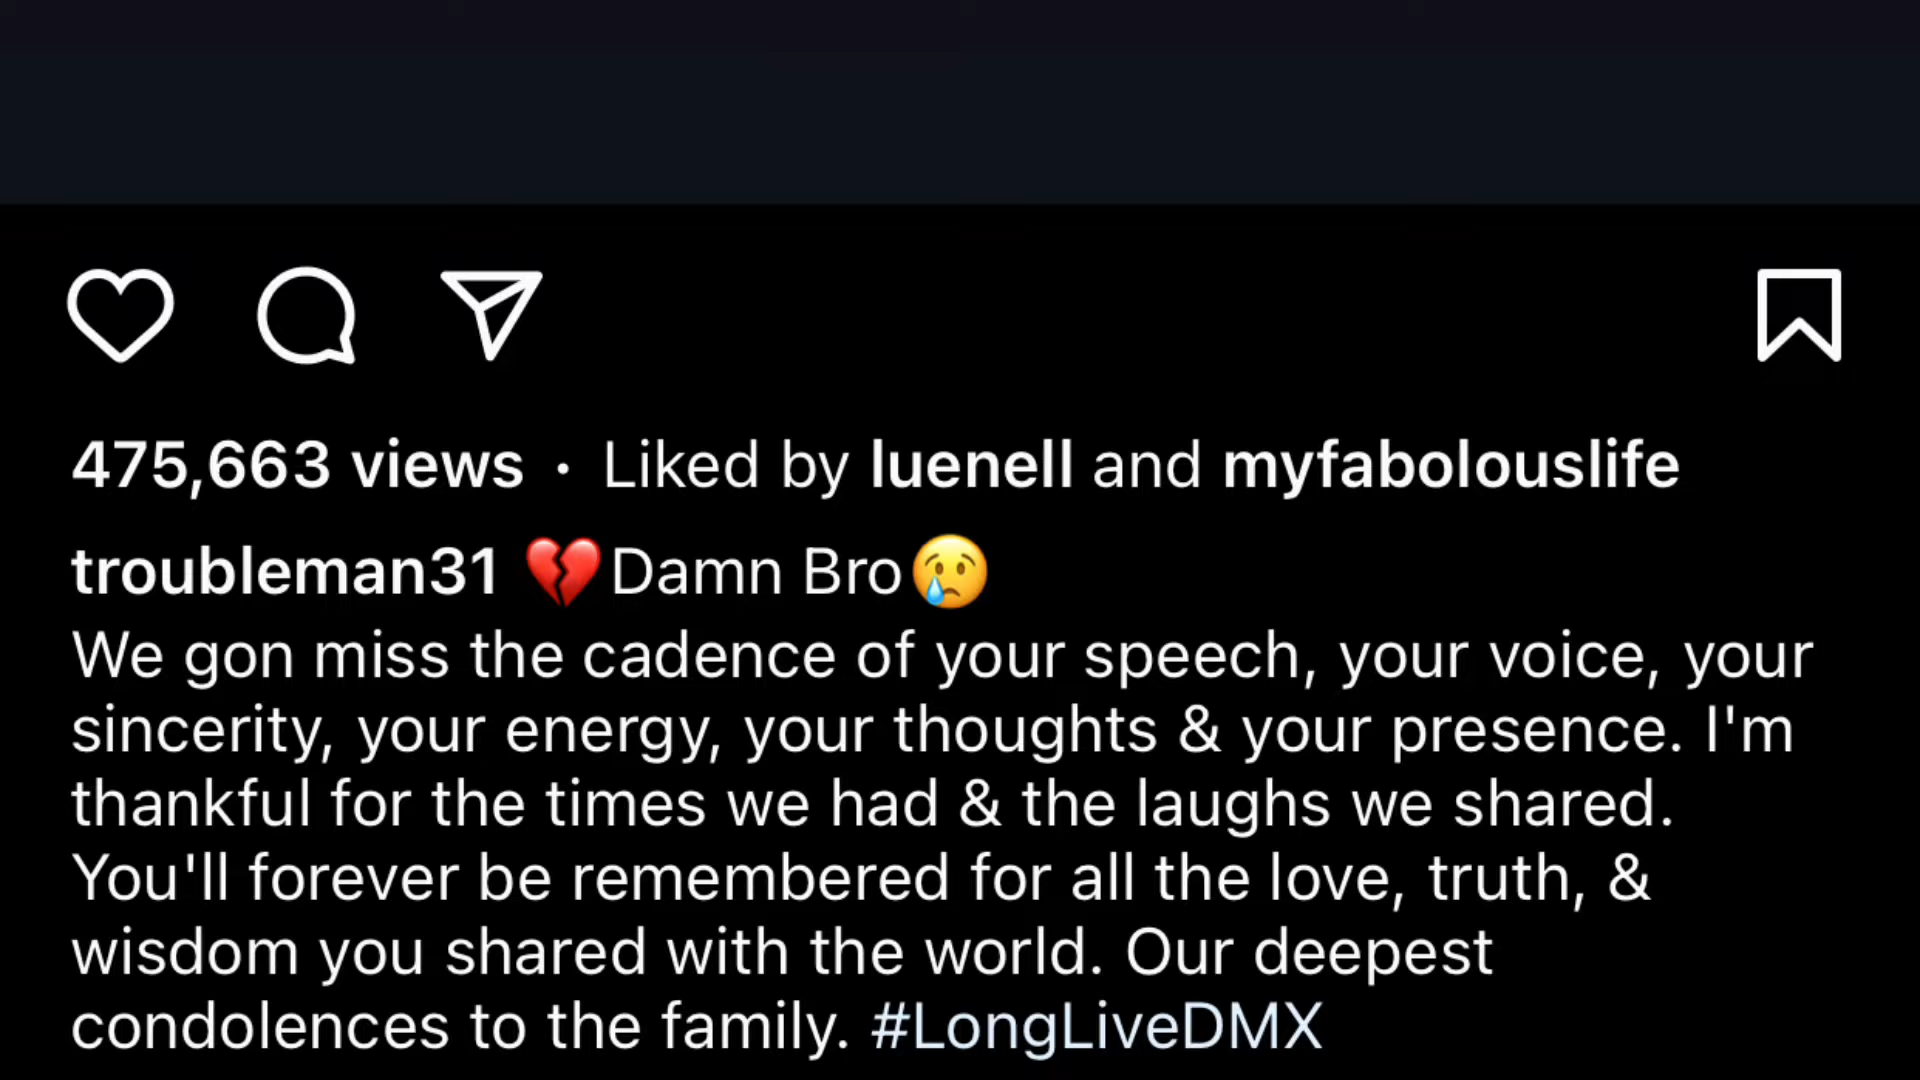 475,663 views · Liked by luenell and myfabolouslife
troubleman31 💔Damn Bro😢
We gon miss the cadence of your speech, your voice, your
sincerity, your energy, your thoughts & your presence. I'm
thankful for the times we had & the laughs we shared.
You'll forever be remembered for all the love, truth, &
wisdom you shared with the world. Our deepest
condolences to the family. #LongLiveDMX